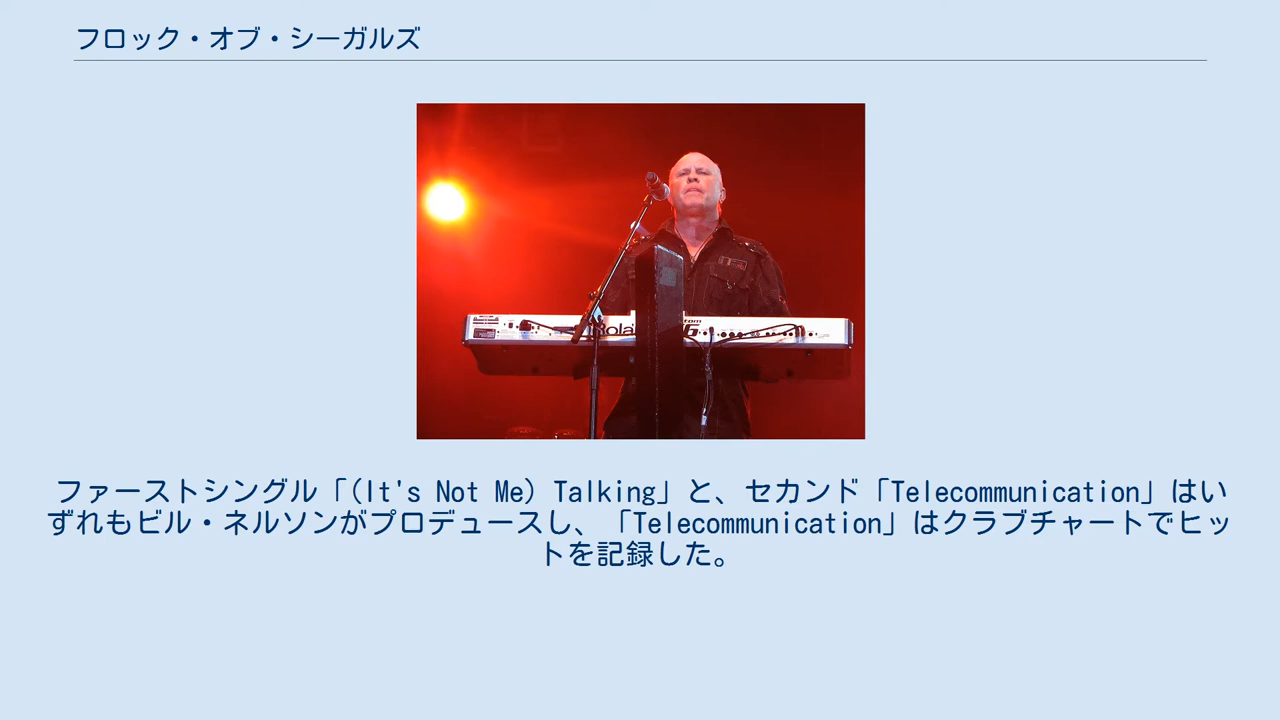 フロック・オブ・シーガルズ
ファーストシングル「(It's Not Me) Talking」と、セカンド「Telecommunication」はい
ずれもビル・ネルソンがプロデュースし、「Telecommunication」はクラブチャートでヒッ
トを記録した。